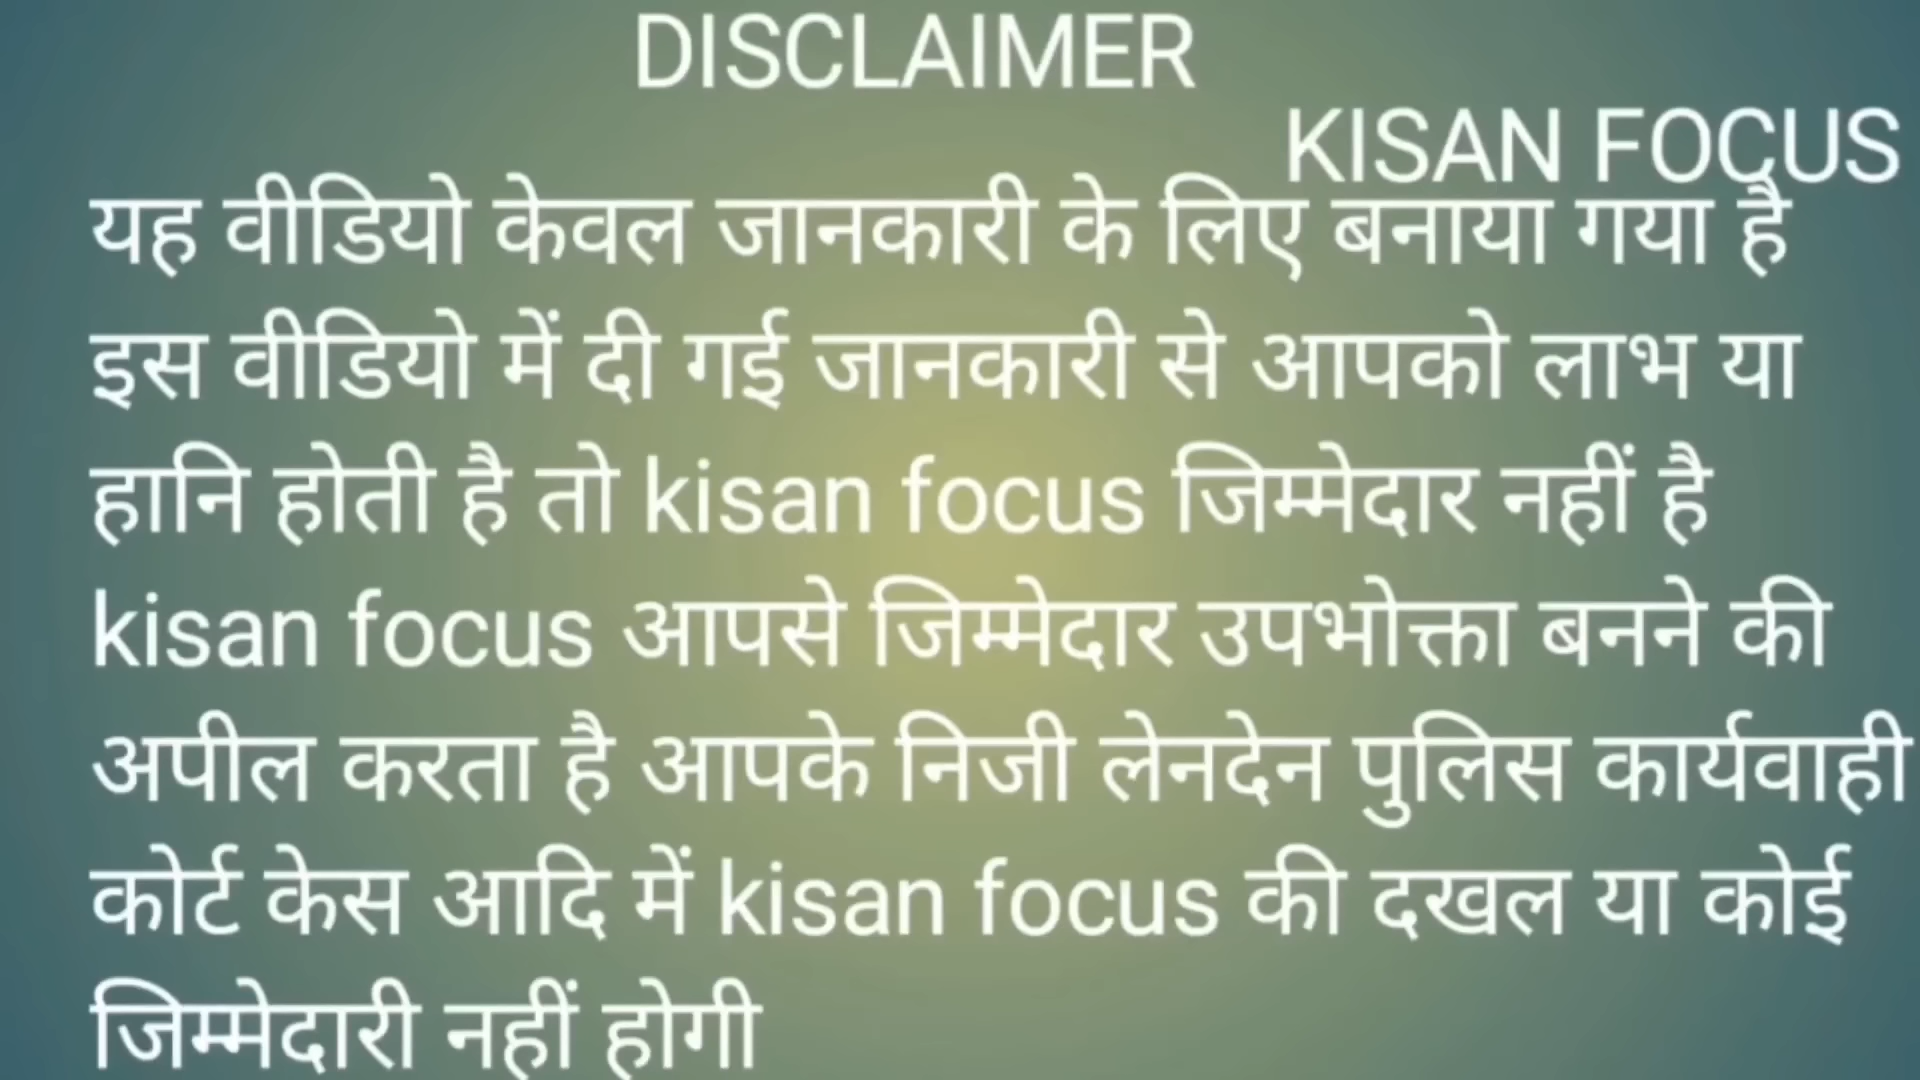 DISCLAIMER
KISAN FOCUS
यह वीडियो केवल जानकारी के लिए बनाया गया है
इस वीडियो में दी गई जानकारी से आपको लाभ या
हानि होती है तो kisan focus जिम्मेदार नहीं है
kisan focus आपसे जिम्मेदार उपभोक्ता बनने की
अपील करता है आपके निजी लेनदेन पुलिस कार्यवाही
कोर्ट केस आदि में kisan focus की दखल या कोई
जिम्मेदारी नहीं होगी